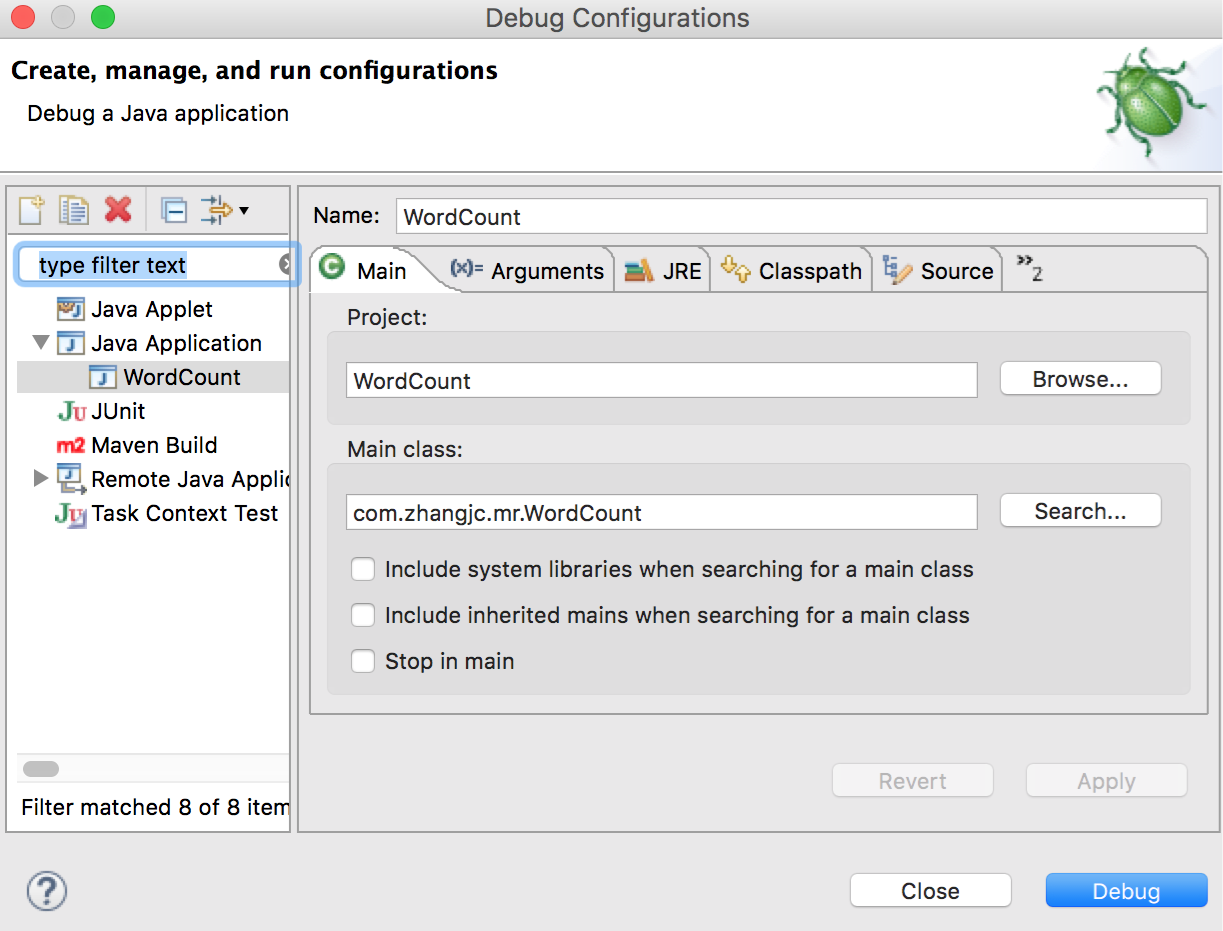 Debug Configurations
Create, manage, and run configurations
Debug a Java application
type filter text
Java Applet
Java Application
WordCount
JUnit
Maven Build
Remote Java Applic
Task Context Test
Filter matched 8 of 8 item
Name: WordCount
Main (x)= Arguments JRE Classpath Source »2
Project:
WordCount Browse...
Main class:
com.zhangjc.mr.WordCount Search...
Include system libraries when searching for a main class
Include inherited mains when searching for a main class
Stop in main
Revert Apply
? Close Debug